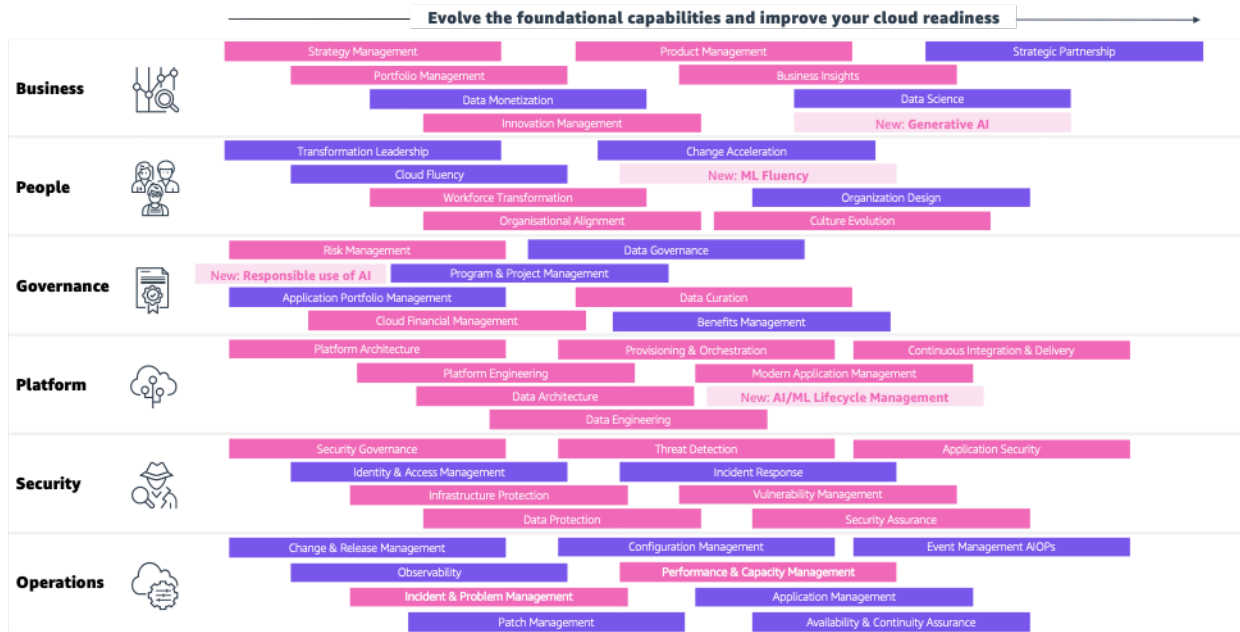 Evolve the foundational capabilities and improve your cloud readiness
Business
Strategy Management
Product Management
Strategic Partnership
Portfolio Management
Business Insights
Data Monetization
Data Science
Innovation Management
New: Generative AI
People
Transformation Leadership
Change Acceleration
Cloud Fluency
New: ML Fluency
Workforce Transformation
Organization Design
Organisational Alignment
Culture Evolution
Governance
Risk Management
Data Governance
New: Responsible use of AI
Program & Project Management
Application Portfolio Management
Data Curation
Cloud Financial Management
Benefits Management
Platform
Platform Architecture
Provisioning & Orchestration
Continuous Integration & Delivery
Platform Engineering
Modern Application Management
Data Architecture
New: AI/ML Lifecycle Management
Data Engineering
Security
Security Governance
Threat Detection
Application Security
Identity & Access Management
Incident Response
Infrastructure Protection
Vulnerability Management
Data Protection
Security Assurance
Operations
Change & Release Management
Configuration Management
Event Management AIOPs
Observability
Performance & Capacity Management
Incident & Problem Management
Application Management
Patch Management
Availability & Continuity Assurance